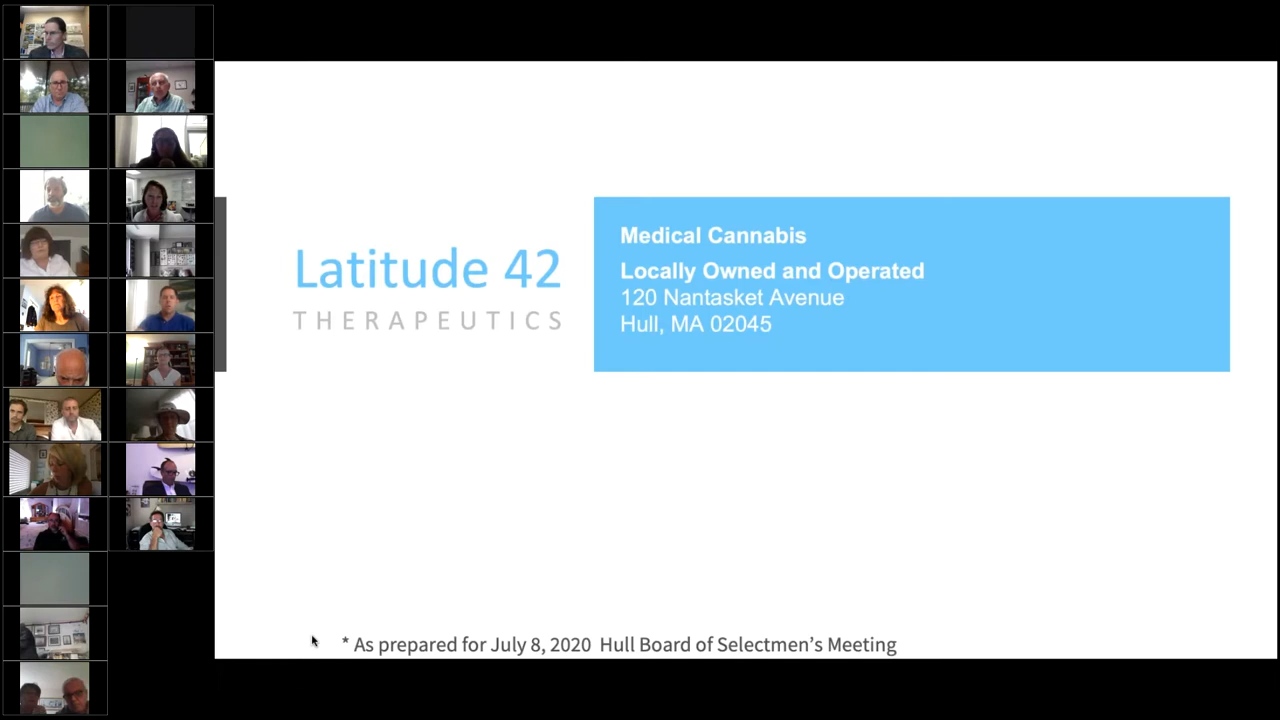 Latitude 42
THERAPEUTICS
Medical Cannabis
Locally Owned and Operated
120 Nantasket Avenue
Hull, MA 02045
* As prepared for July 8, 2020 Hull Board of Selectmen's Meeting